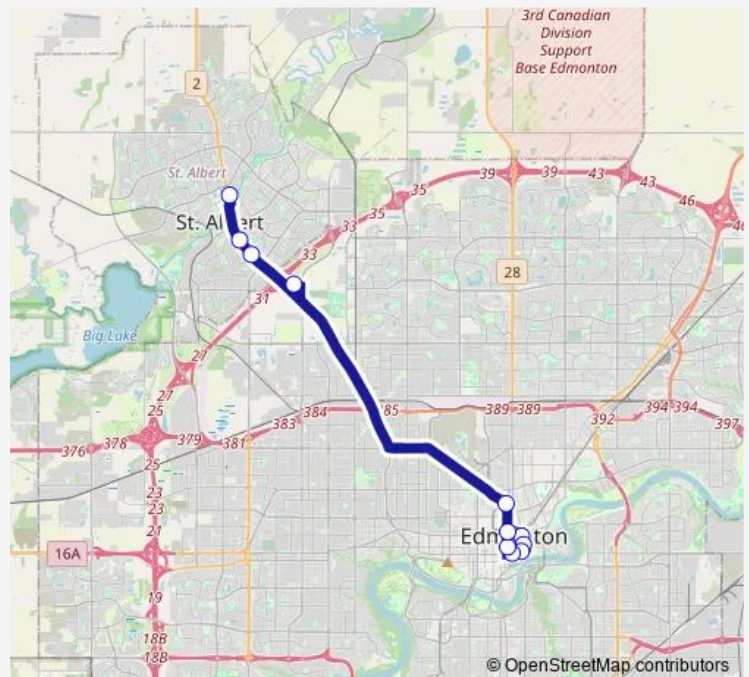 3rd Canadian
Division
Support
Base Edmonton
2
39
39
43
43
46
St. Albert
35
35
St. Albert
33
33
28
31
Big Lake
27
27
25
376
378
379
381
383
384
385
389
389
392
394
394
397
25
23
23
21
Edmonton
16A
19
18B
18B
© OpenStreetMap contributors